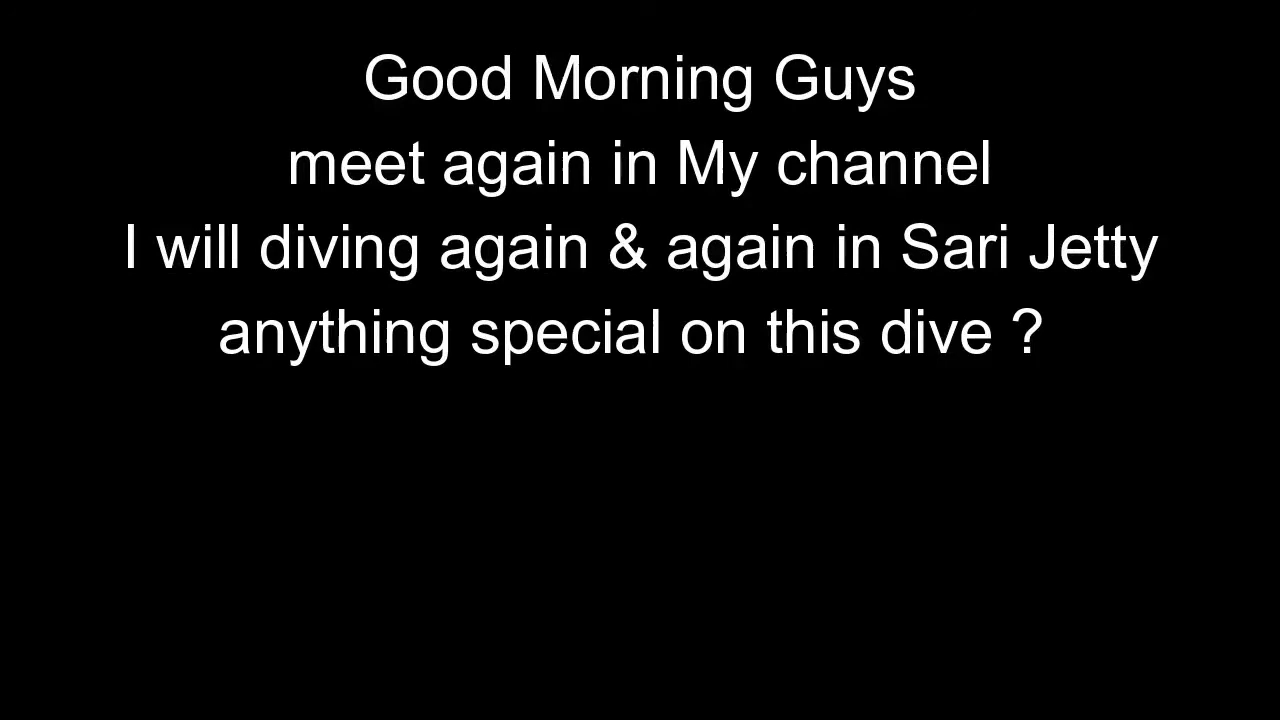 Good Morning Guys
meet again in My channel
I will diving again & again in Sari Jetty
anything special on this dive ?